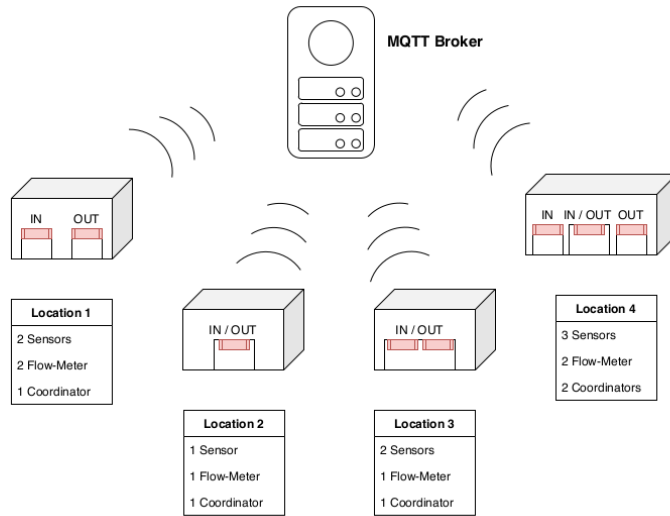 MQTT Broker
IN OUT
IN IN / OUT OUT
IN / OUT
IN / OUT
Location 1
2 Sensors
2 Flow-Meter
1 Coordinator
Location 2
1 Sensor
1 Flow-Meter
1 Coordinator
Location 3
2 Sensors
1 Flow-Meter
1 Coordinator
Location 4
3 Sensors
2 Flow-Meter
2 Coordinators